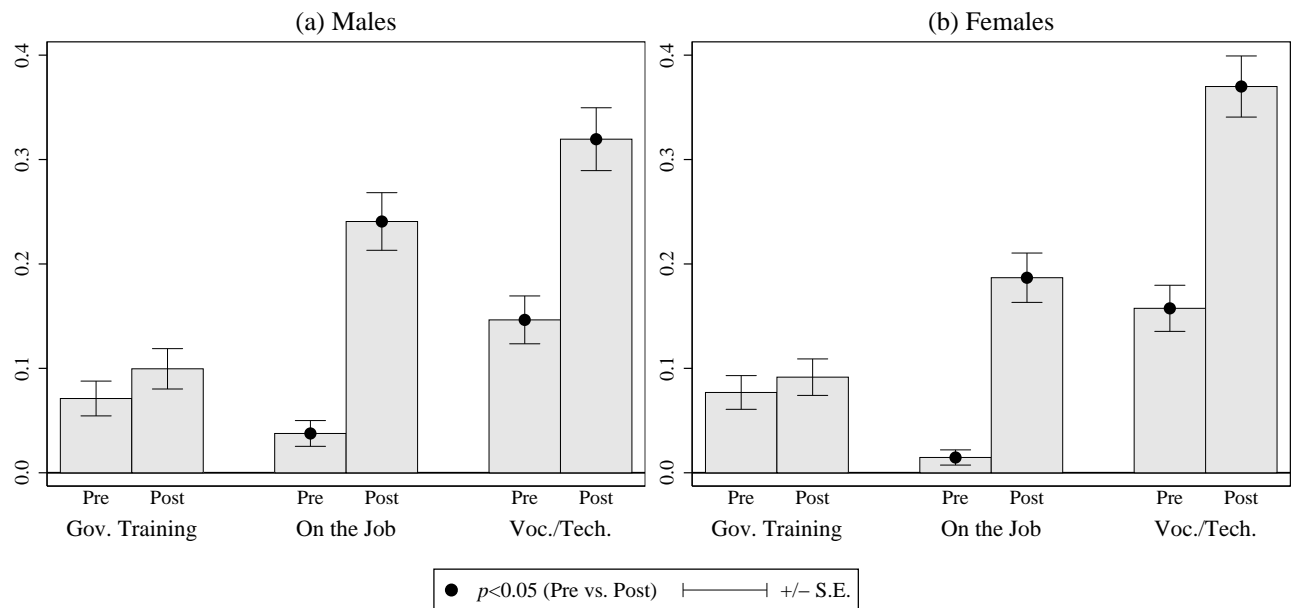 (a) Males
0.4
0.3
0.2
0.1
0.0
Pre Post Pre Post Pre Post
Gov. Training On the Job Voc./Tech.
(b) Females
0.4
0.3
0.2
0.1
0.0
Pre Post Pre Post Pre Post
Gov. Training On the Job Voc./Tech.
p<0.05 (Pre vs. Post) +/− S.E.